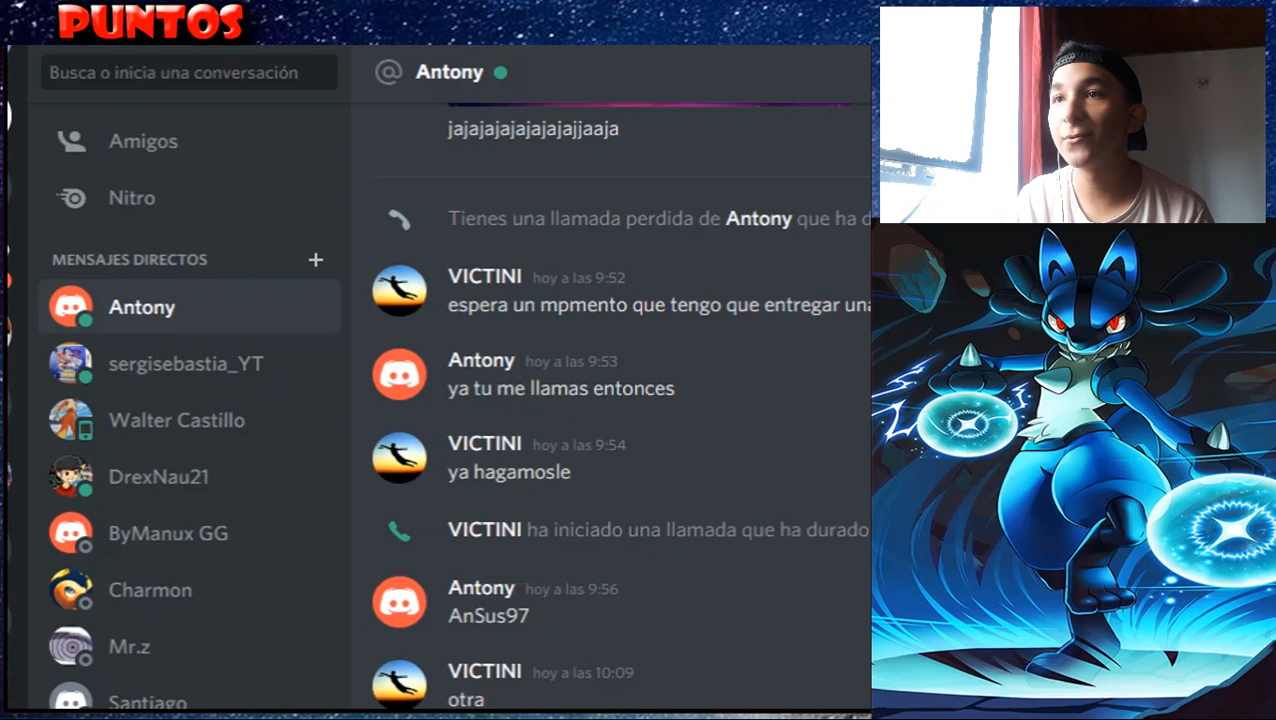 PUNTOS
Busca o inicia una conversación
Amigos
Nitro
MENSAJES DIRECTOS +
Antony
sergisebastia_YT
Walter Castillo
DrexNau21
ByManux GG
Charmon
Mr.z
Santiago
@ Antony
jajajajajajajajjaaja
Tienes una llamada perdida de Antony que ha d
VICTINI hoy a las 9:52
espera un mpmento que tengo que entregar una
Antony hoy a las 9:53
ya tu me llamas entonces
VICTINI hoy a las 9:54
ya hagamosle
VICTINI ha iniciado una llamada que ha durado
Antony hoy a las 9:56
AnSus97
VICTINI hoy a las 10:09
otra